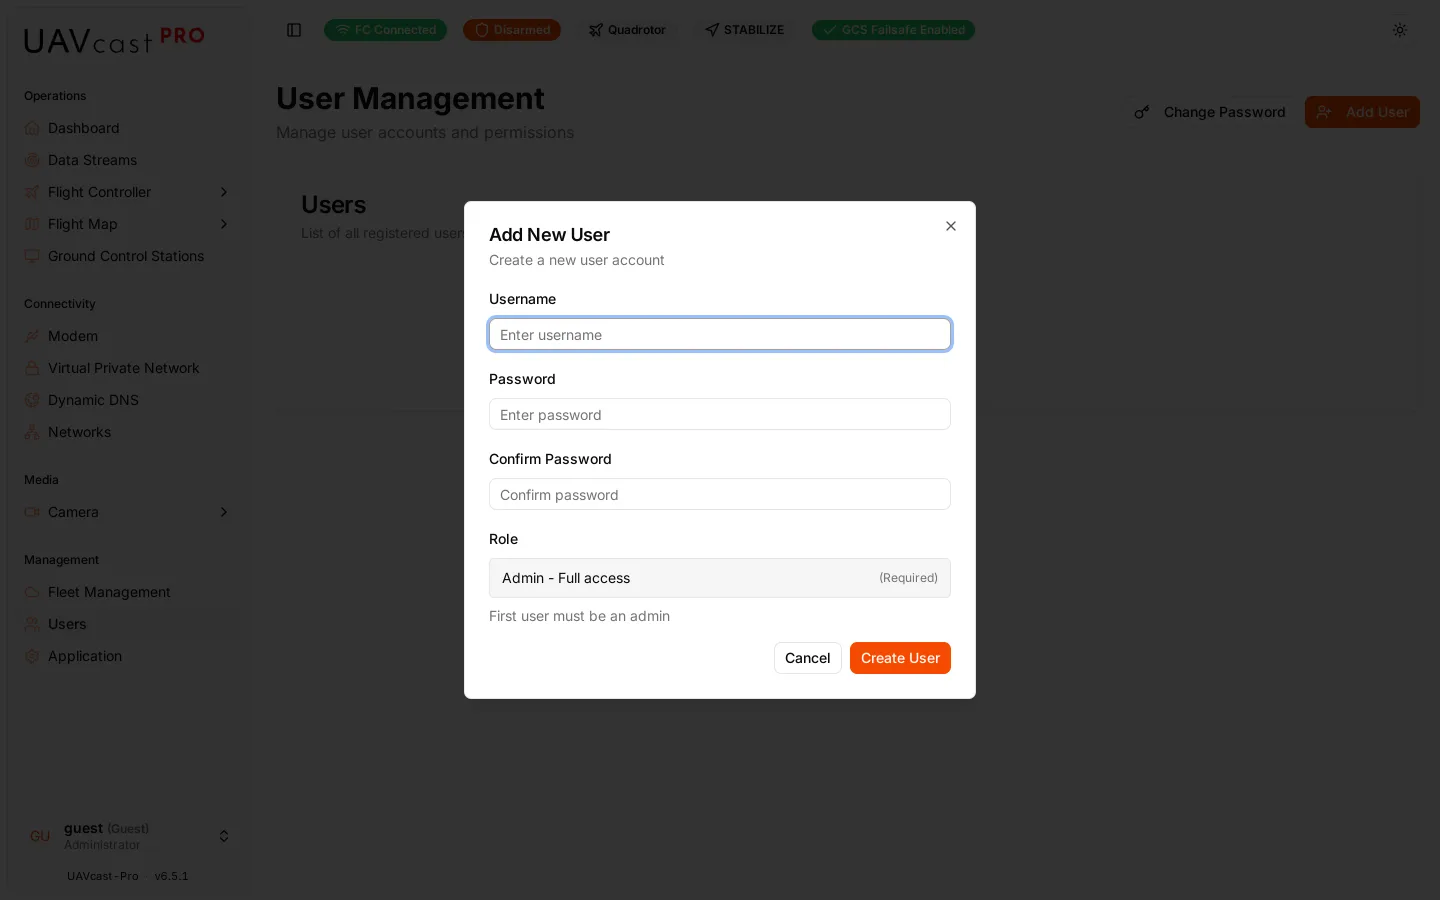 UAVcast PRO
FC Connected
Disarmed
Quadrotor
STABILIZE
GCS Failsafe Enabled
Operations
Dashboard
Data Streams
Flight Controller
Flight Map
Ground Control Stations
Connectivity
Modem
Virtual Private Network
Dynamic DNS
Networks
Media
Camera
Management
Fleet Management
Users
Application
guest (Guest)
GU
Administrator
UAVcast-Pro · v6.5.1
User Management
Manage user accounts and permissions
Change Password
Add User
Users
List of all registered users
Add New User
Create a new user account
Username
Enter username
Password
Enter password
Confirm Password
Confirm password
Role
Admin - Full access
(Required)
First user must be an admin
Cancel
Create User